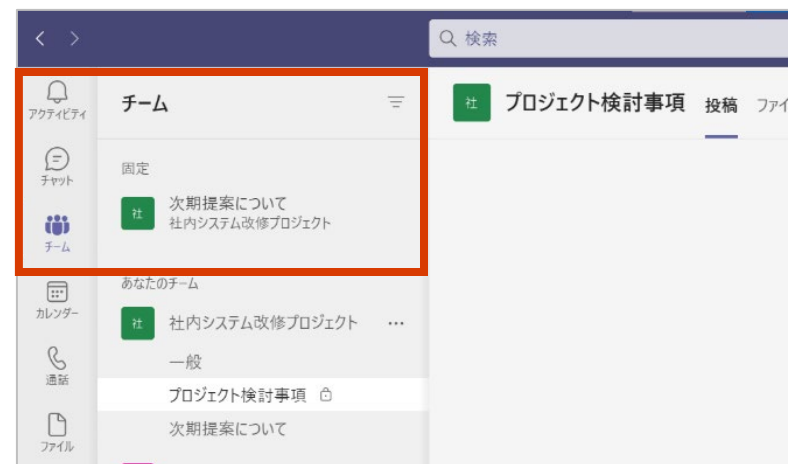 検索
アクティビティ
チャット
チーム
カレンダー
通話
ファイル
チーム
固定
社
次期提案について
社内システム改修プロジェクト
あなたのチーム
社
社内システム改修プロジェクト
一般
プロジェクト検討事項
次期提案について
社
プロジェクト検討事項
投稿
ファイ